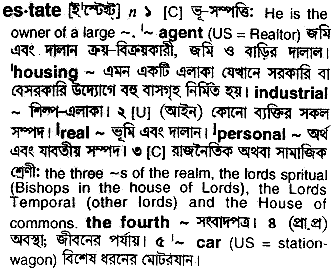 es·tate [ইˈস্টেইট্] n ১ [C] ভূ-সম্পত্তি: He is the
owner of a large ~. ˈ~ agent (US = Realtor) জমি
এবং দালান ক্রয়-বিক্রয়কারী, জমি ও বাড়ির দালাল।
ˈhousing ~ এমন একটি এলাকা যেখানে সরকারি বা
বেসরকারি উদ্যোগে বহু বাসগৃহ নির্মিত হয়। industrial
~ শিল্প-এলাকা। ২ [U] (আইন) কোনো ব্যক্তির সকল
সম্পদ। ˈreal ~ ভূমি এবং দালান। ˈpersonal ~ অর্থ
এবং যাবতীয় সম্পদ। ৩ [C] রাজনৈতিক অথবা সামাজিক
শ্রেণী: the three ~s of the realm, the lords spritual
(Bishops in the house of Lords), the Lords
Temporal (other lords) and the House of
commons. the fourth ~ সংবাদপত্র। ৪ (প্রা.প্র)
অবস্থা; জীবনের পর্যায়। ৫ ˈ~ car (US = station-
wagon) বিশেষ ধরনের মোটরযান।